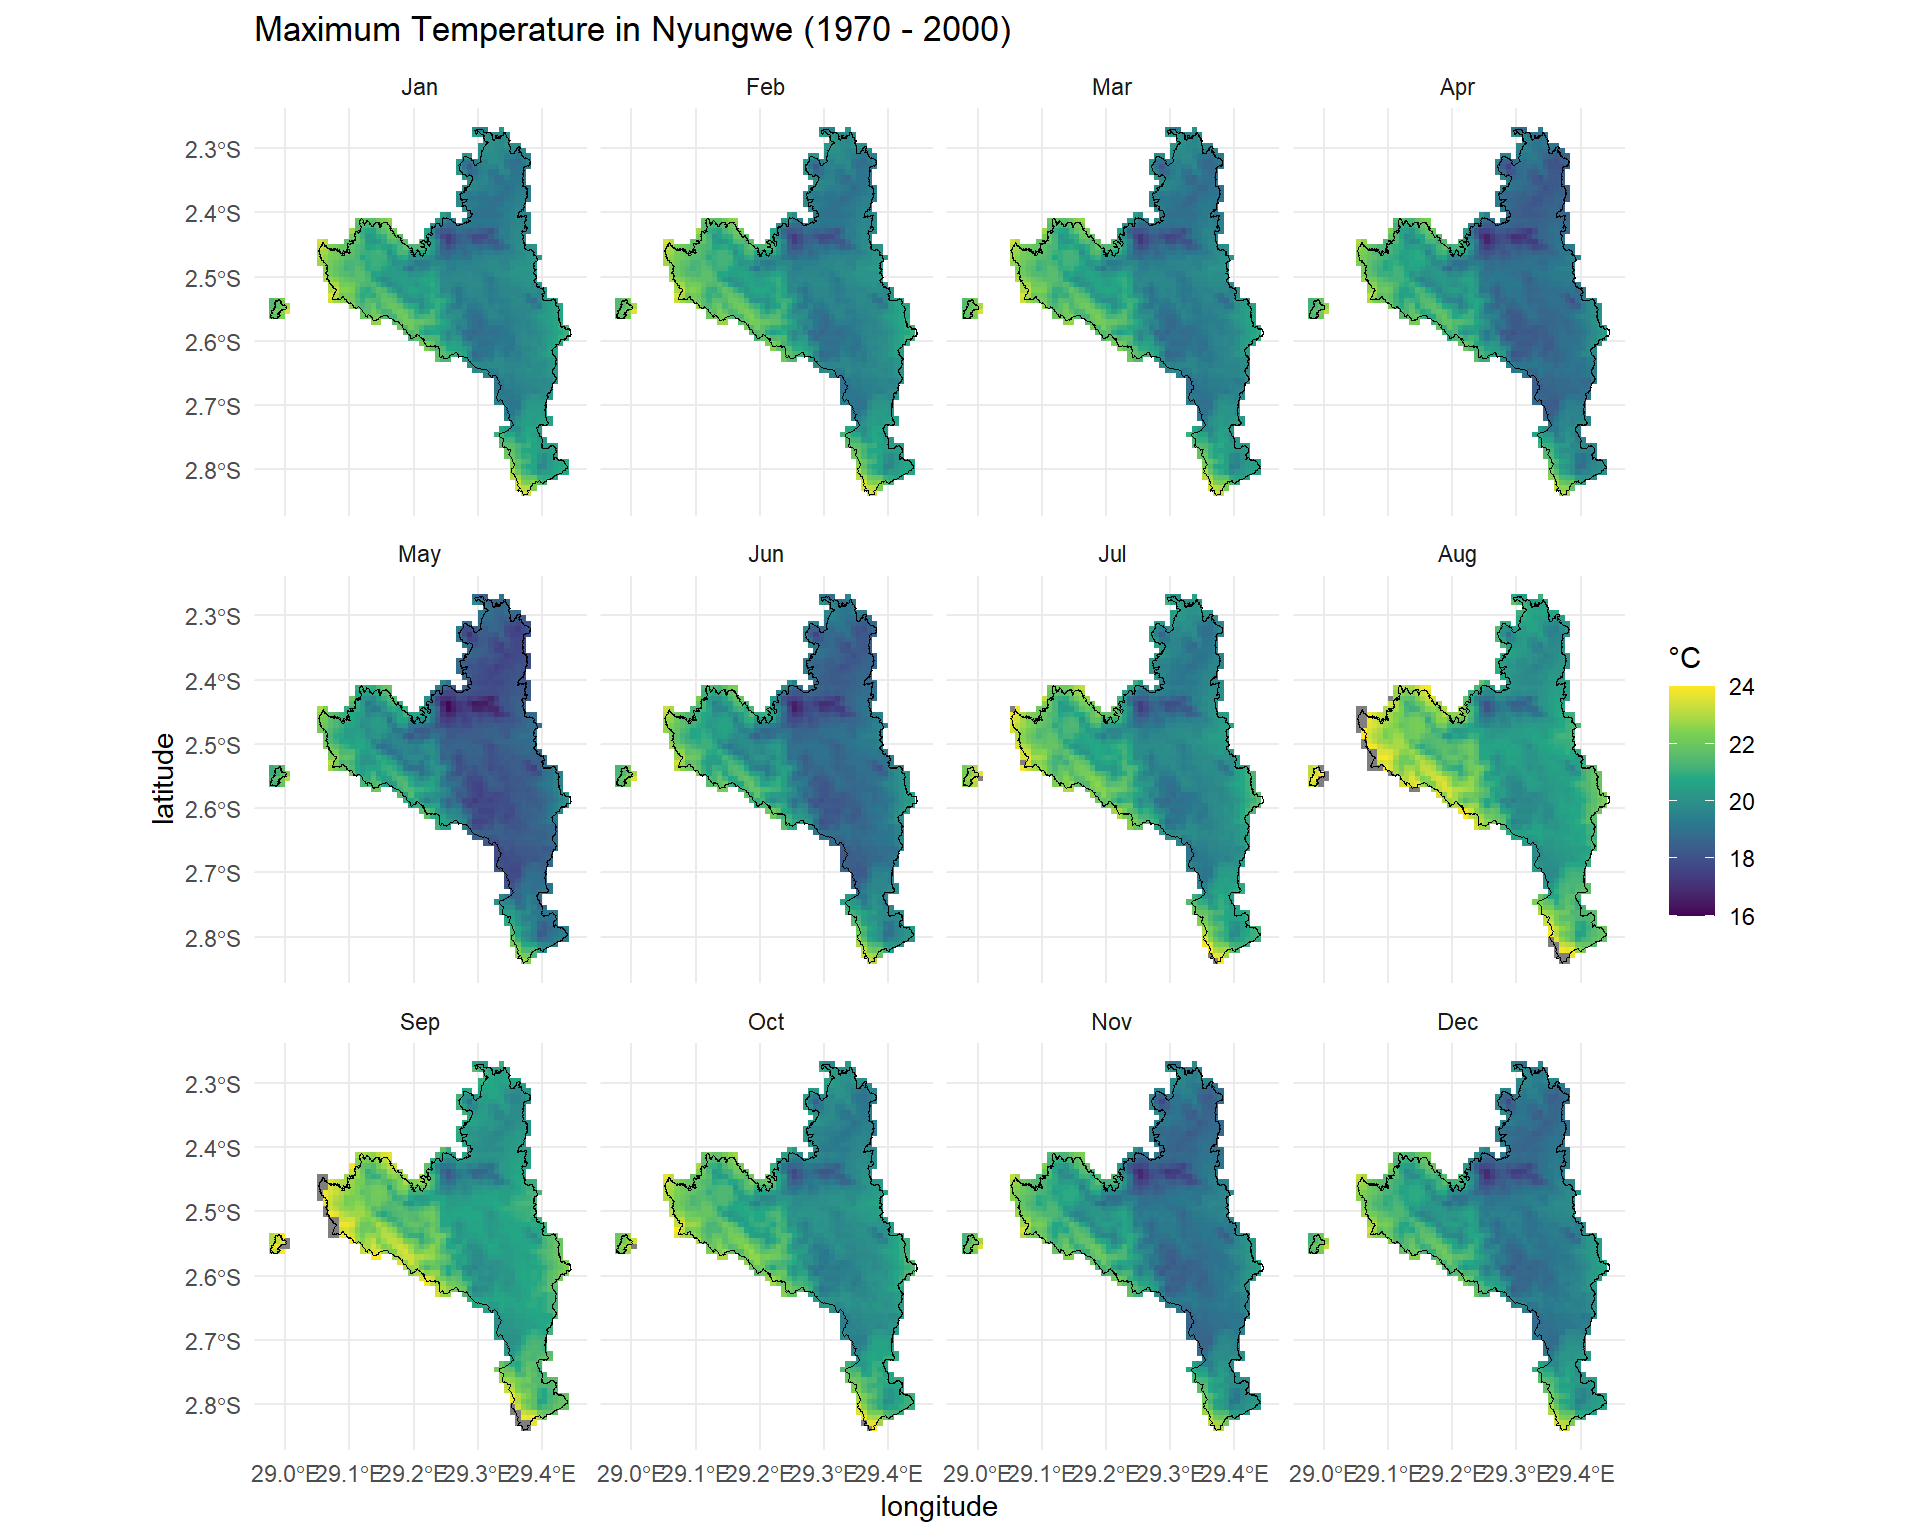 Maximum Temperature in Nyungwe (1970 - 2000)
Jan Feb Mar Apr
2.3°S
2.4°S
2.5°S
2.6°S
2.7°S
2.8°S
May Jun Jul Aug
2.3°S
2.4°S
2.5°S
2.6°S
2.7°S
2.8°S
latitude
°C
24
22
20
18
16
Sep Oct Nov Dec
2.3°S
2.4°S
2.5°S
2.6°S
2.7°S
2.8°S
29.0°E 29.1°E 29.2°E 29.3°E 29.4°E 29.0°E 29.1°E 29.2°E 29.3°E 29.4°E 29.0°E 29.1°E 29.2°E 29.3°E 29.4°E 29.0°E 29.1°E 29.2°E 29.3°E 29.4°E
longitude